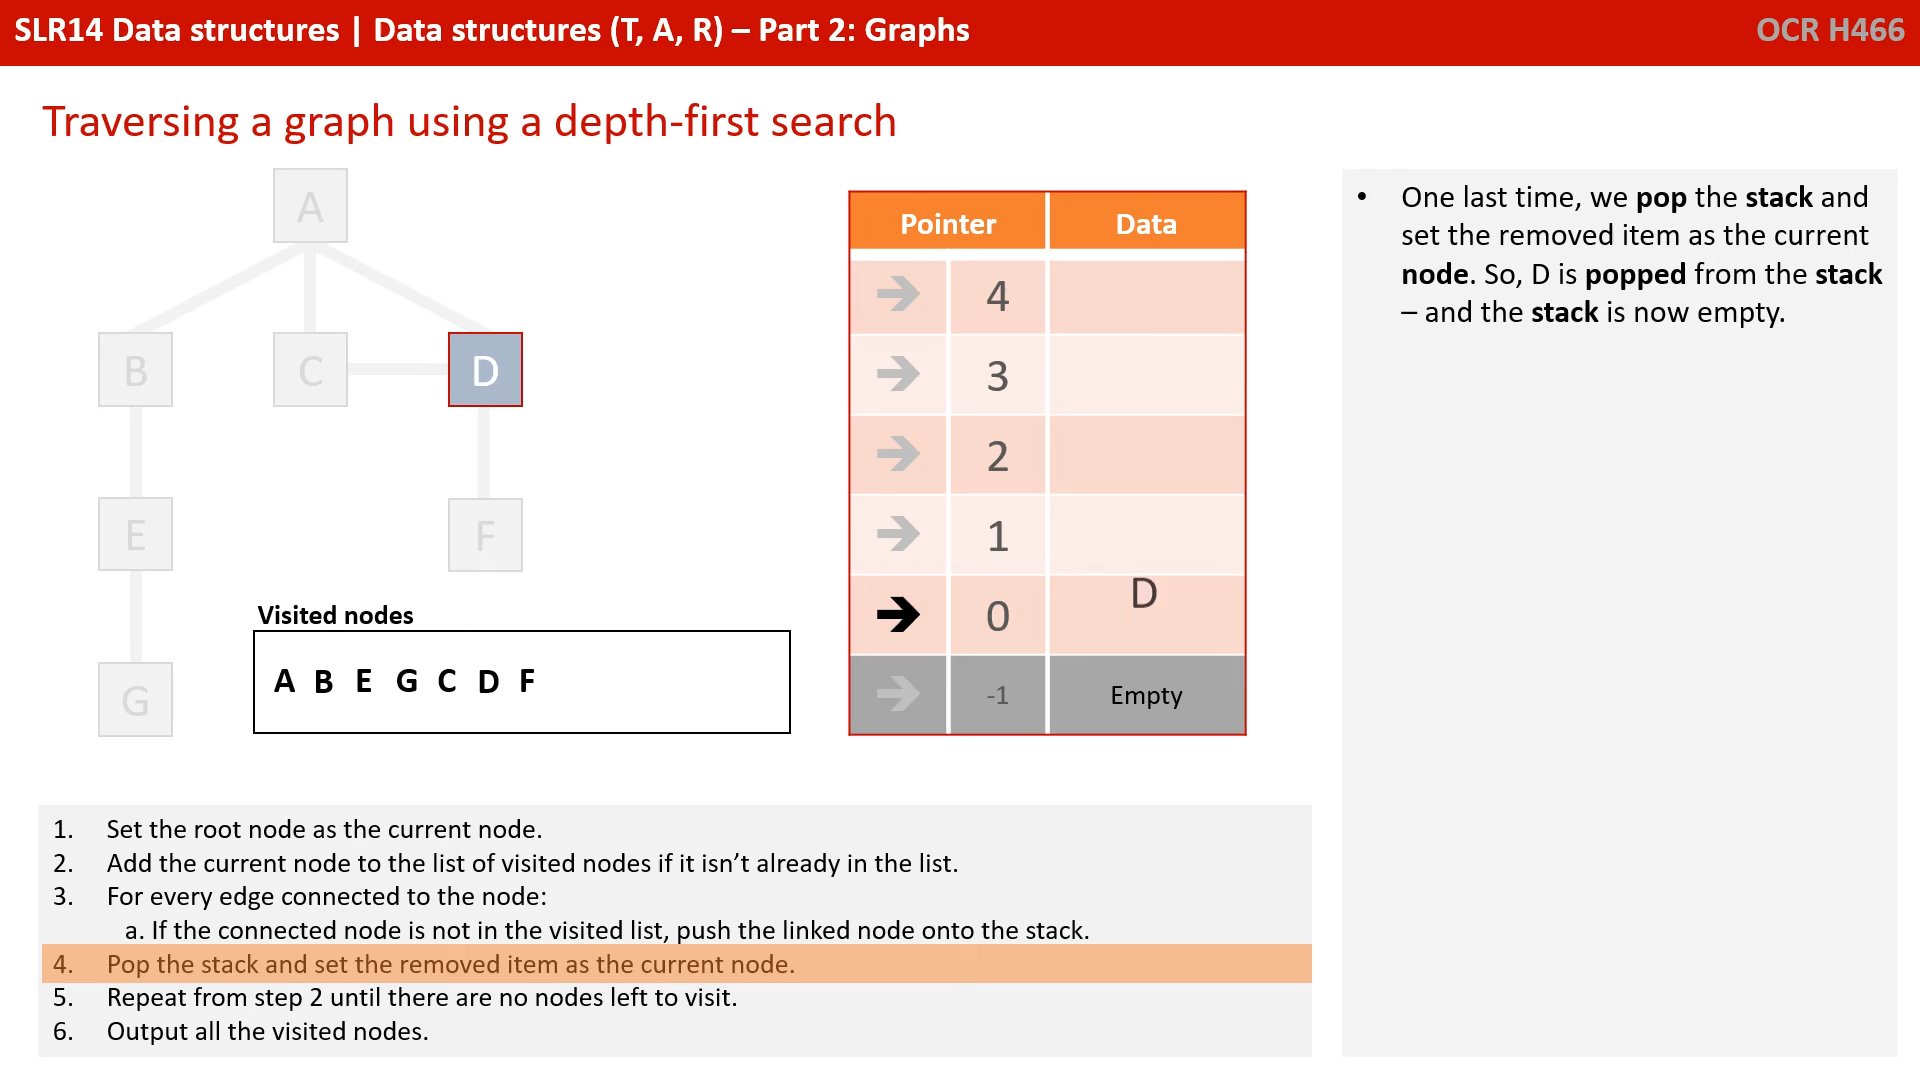 SLR14 Data structures | Data structures (T, A, R) – Part 2: Graphs
OCR H466
Traversing a graph using a depth-first search
A
B C D
E F
G
Visited nodes
A B E G C D F
Pointer Data
4
3
2
1
0 D
-1 Empty
• One last time, we pop the stack and
set the removed item as the current
node. So, D is popped from the stack
– and the stack is now empty.
1. Set the root node as the current node.
2. Add the current node to the list of visited nodes if it isn’t already in the list.
3. For every edge connected to the node:
a. If the connected node is not in the visited list, push the linked node onto the stack.
4. Pop the stack and set the removed item as the current node.
5. Repeat from step 2 until there are no nodes left to visit.
6. Output all the visited nodes.